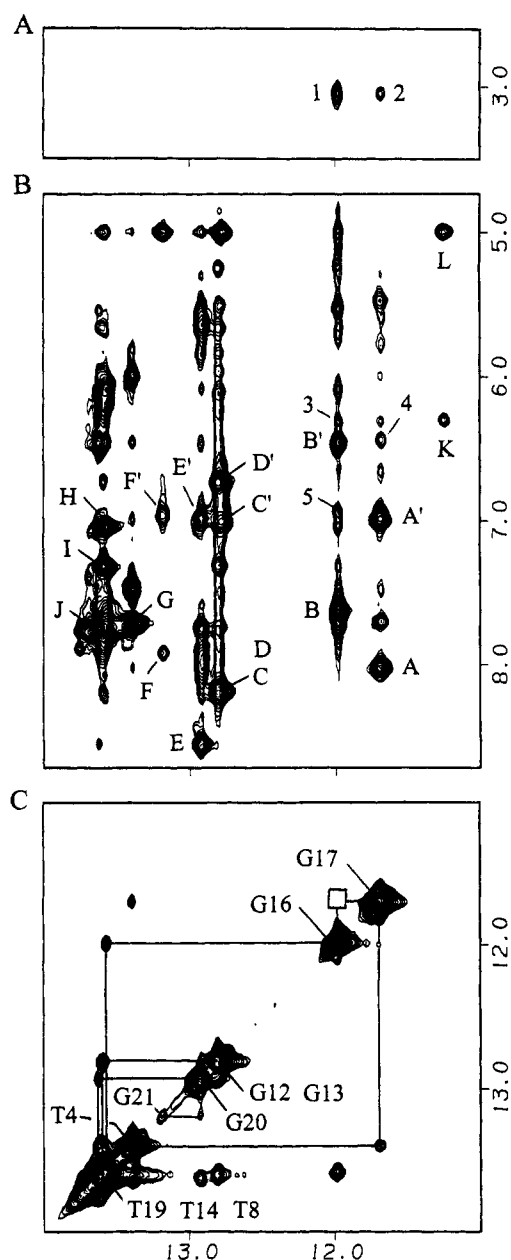 A
1 2
3.0
B
5.0
L
6.0
3 4
B' K
F' E' D'
H 5
C' A'
7.0
I
J G B
D
F C A
8.0
E
C
G17
G16
12.0
G21 G12 G13
T4 G20
13.0
T19 T14 T8
13.0 12.0